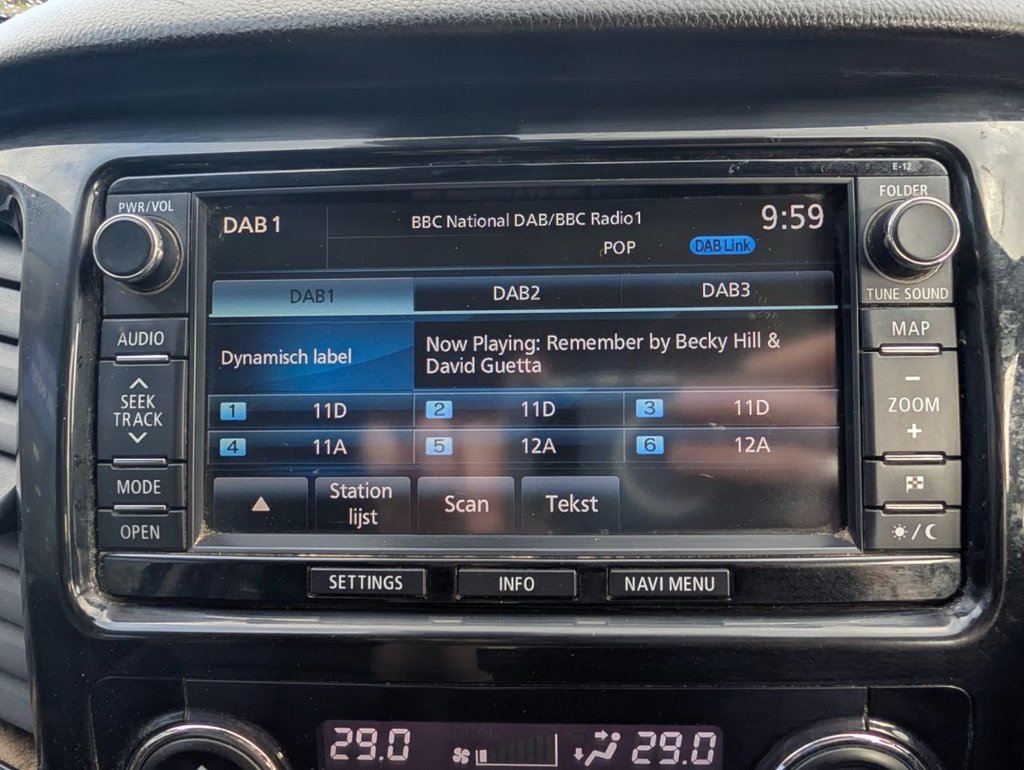 E-12
PWR/VOL
FOLDER
TUNE SOUND
DAB 1
BBC National DAB/BBC Radio1
9:59
POP
DAB Link
DAB1 DAB2 DAB3
Dynamisch label
Now Playing: Remember by Becky Hill &
David Guetta
1 11D 2 11D 3 11D
4 11A 5 12A 6 12A
Station
lijst
Scan
Tekst
AUDIO
SEEK
TRACK
MODE
OPEN
MAP
ZOOM
SETTINGS INFO NAVI MENU
DUAL
29.0 29.0